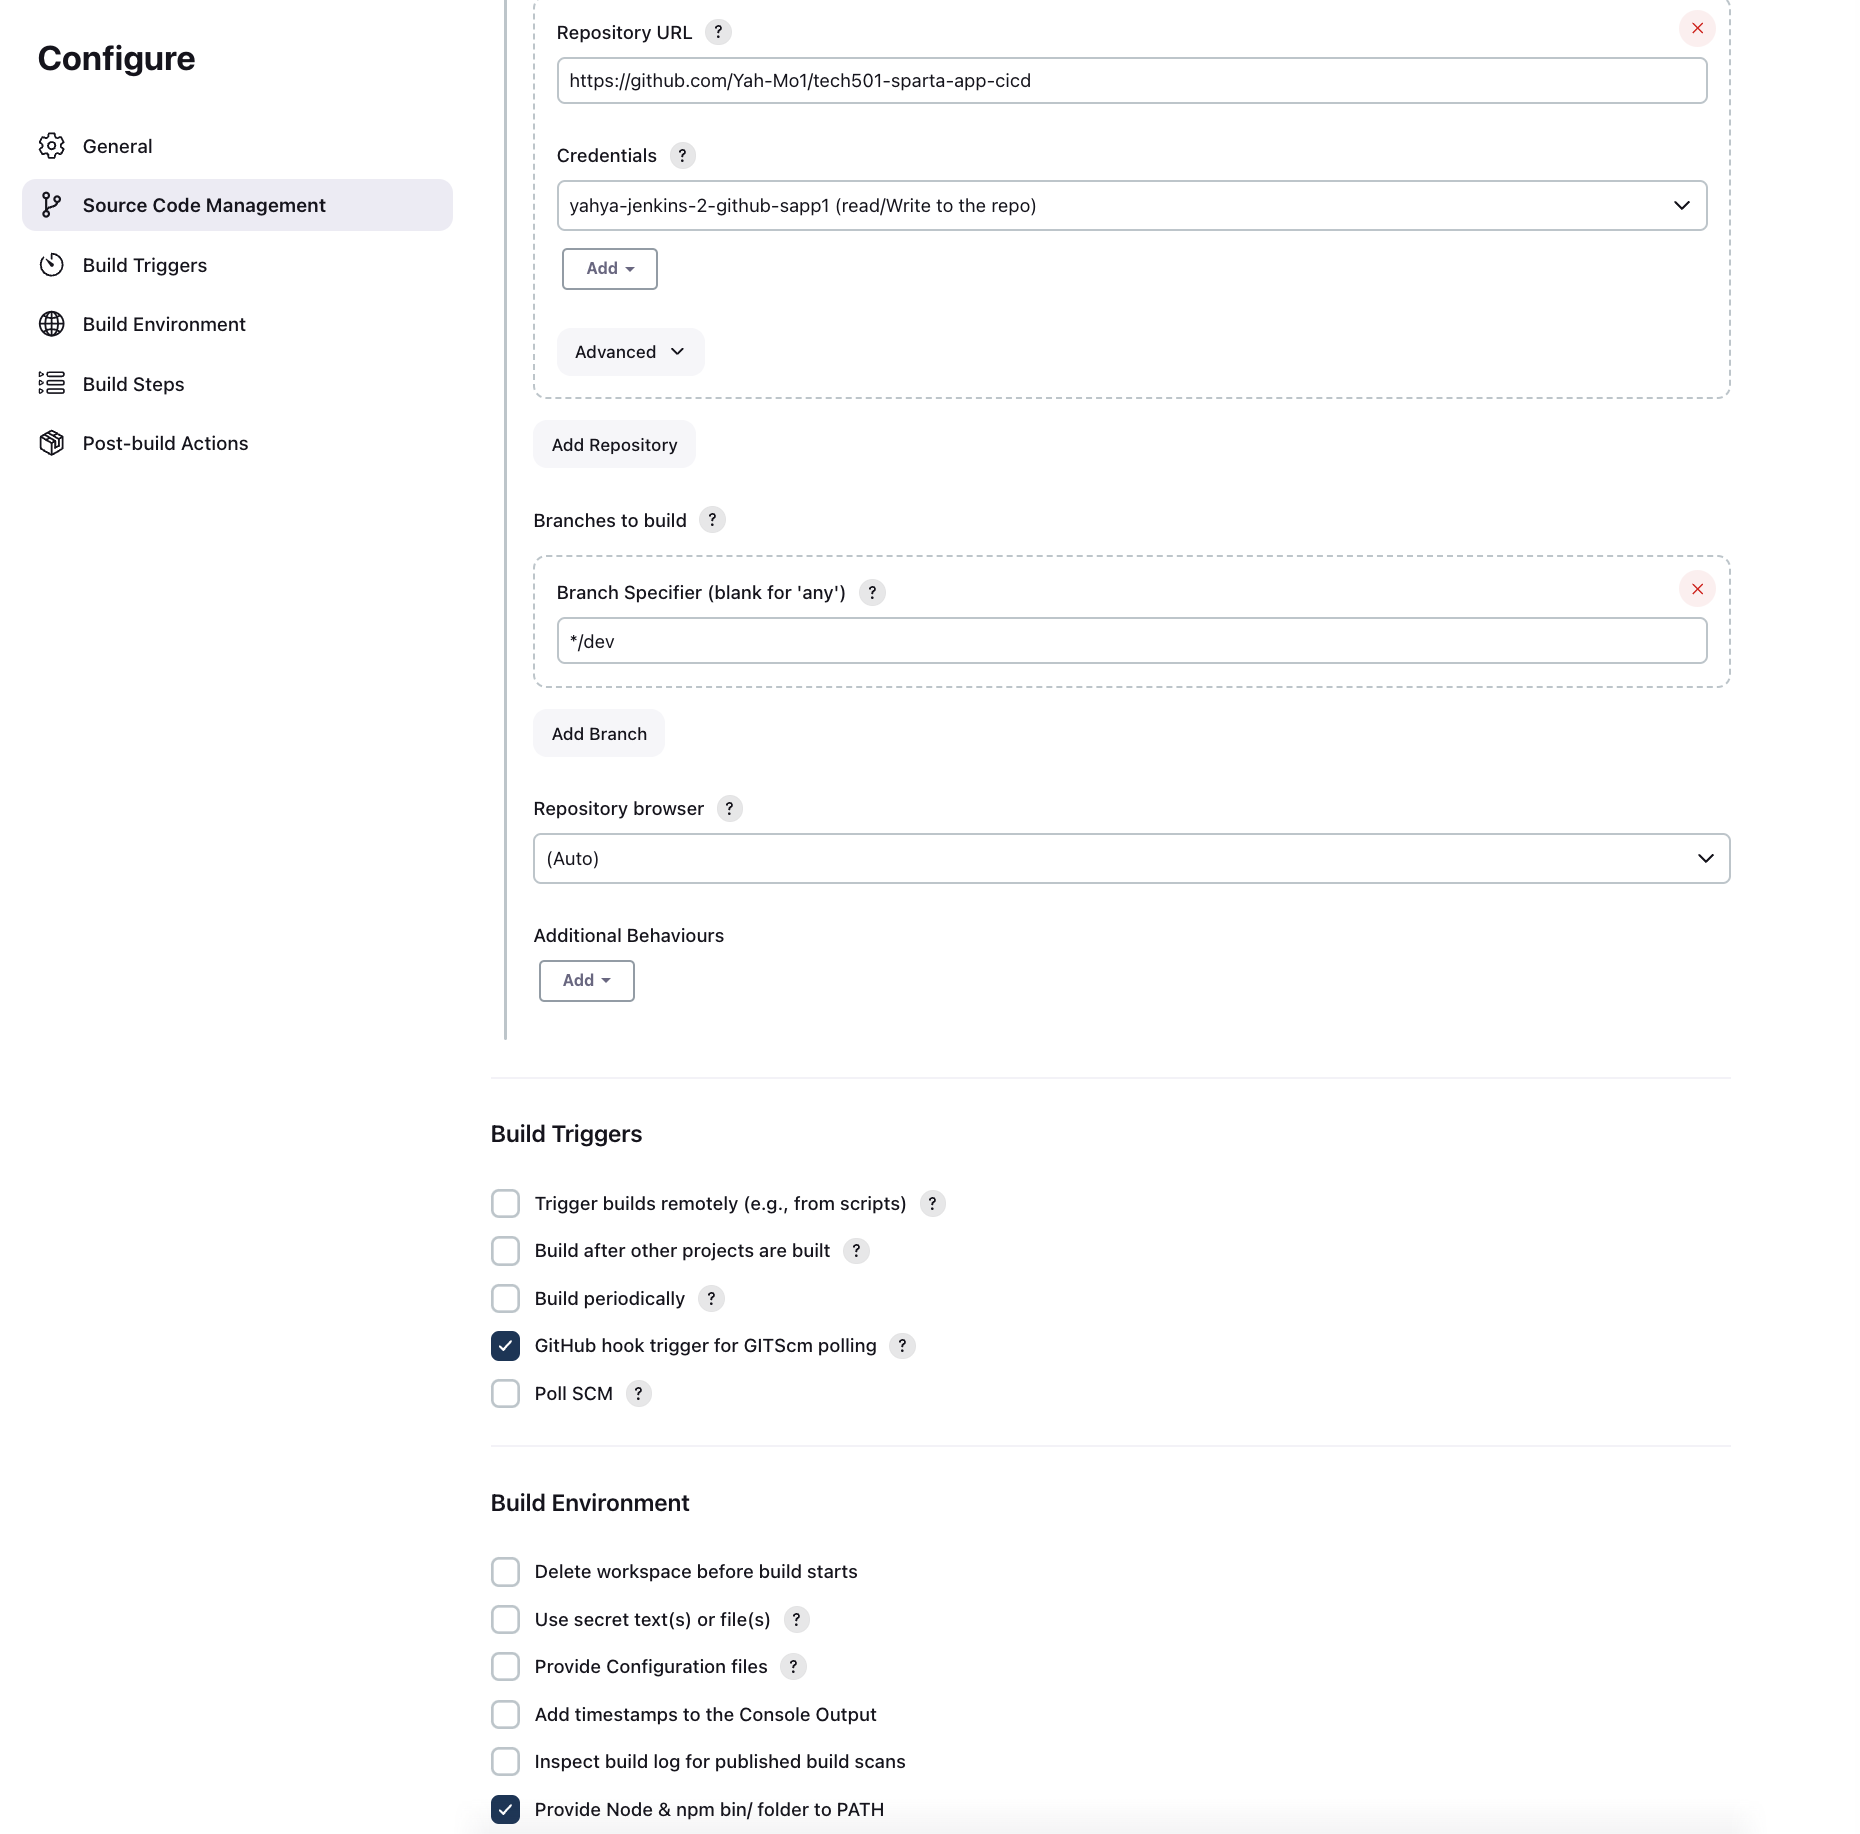 Configure
General
Source Code Management
Build Triggers
Build Environment
Build Steps
Post-build Actions
Repository URL ?
https://github.com/Yah-Mo1/tech501-sparta-app-cicd
Credentials ?
yahya-jenkins-2-github-sapp1 (read/Write to the repo)
Add
Advanced
Add Repository
Branches to build ?
Branch Specifier (blank for 'any') ?
*/dev
Add Branch
Repository browser ?
(Auto)
Additional Behaviours
Add
Build Triggers
Trigger builds remotely (e.g., from scripts) ?
Build after other projects are built ?
Build periodically ?
GitHub hook trigger for GITScm polling ?
Poll SCM ?
Build Environment
Delete workspace before build starts
Use secret text(s) or file(s) ?
Provide Configuration files ?
Add timestamps to the Console Output
Inspect build log for published build scans
Provide Node & npm bin/ folder to PATH